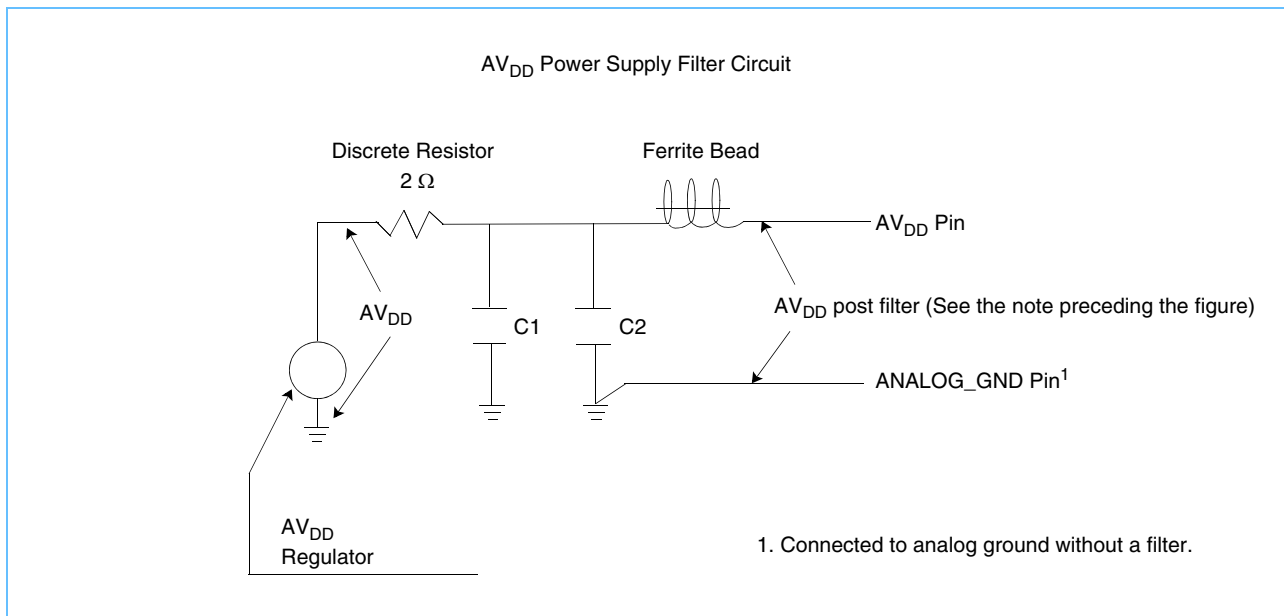 AVDD Power Supply Filter Circuit
Discrete Resistor
2 Ω
Ferrite Bead
AVDD Pin
AVDD
C1
C2
AVDD post filter (See the note preceding the figure)
ANALOG_GND Pin1
AVDD
Regulator
1. Connected to analog ground without a filter.